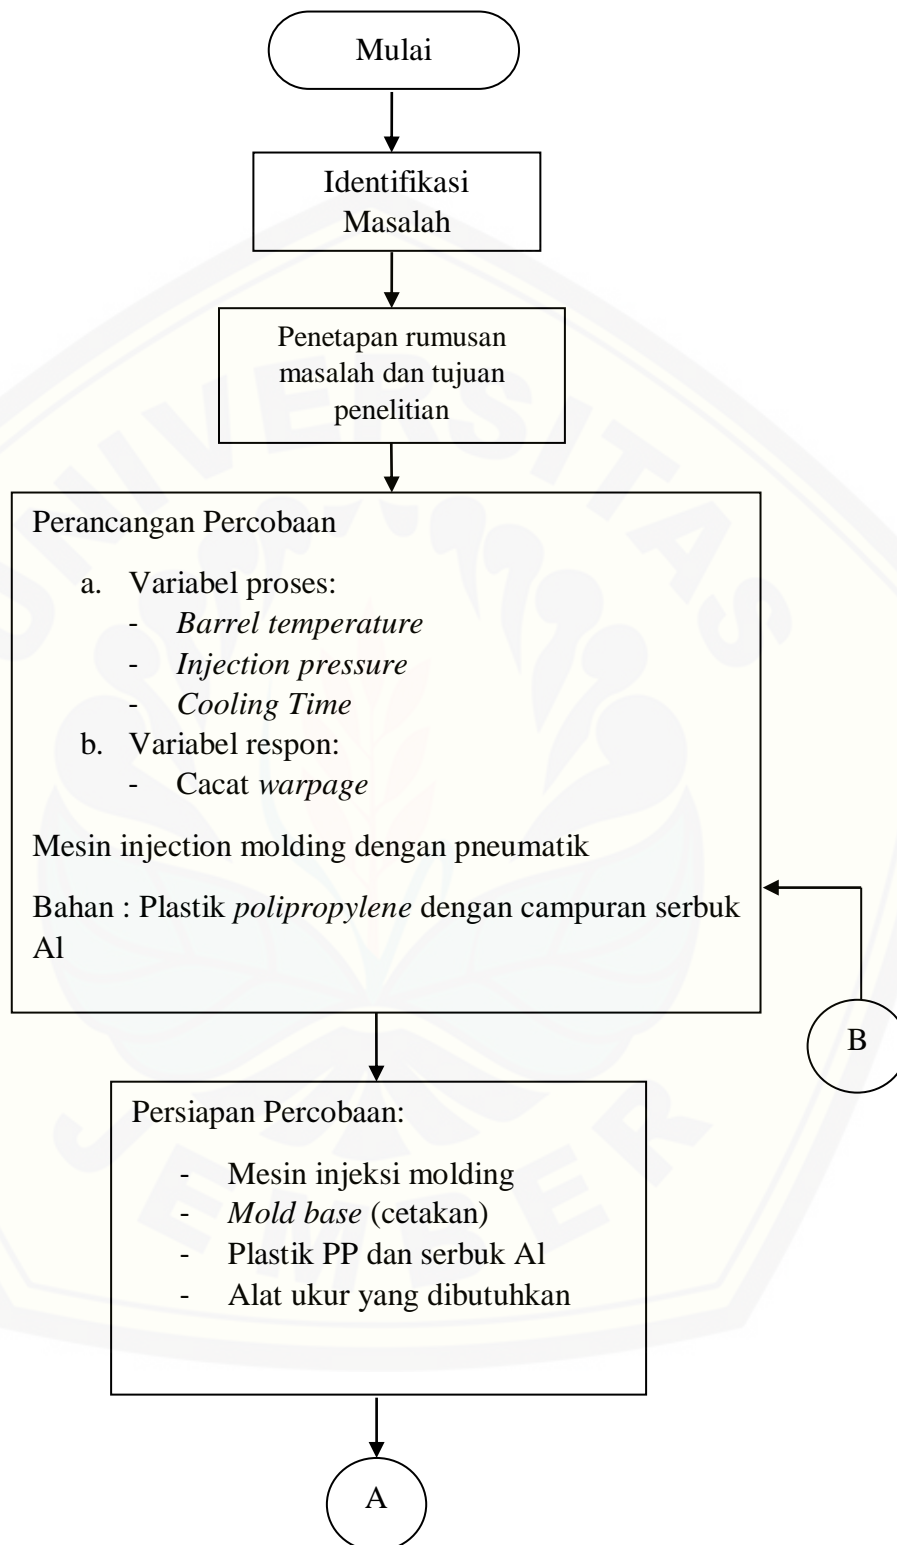 Mulai
Identifikasi
Masalah
Penetapan rumusan
masalah dan tujuan
penelitian
Perancangan Percobaan
a. Variabel proses:
- Barrel temperature
- Injection pressure
- Cooling Time
b. Variabel respon:
- Cacat warpage
Mesin injection molding dengan pneumatik
Bahan : Plastik polipropylene dengan campuran serbuk
Al
B
Persiapan Percobaan:
- Mesin injeksi molding
- Mold base (cetakan)
- Plastik PP dan serbuk Al
- Alat ukur yang dibutuhkan
A
UNIVERSITAS
JEMBER